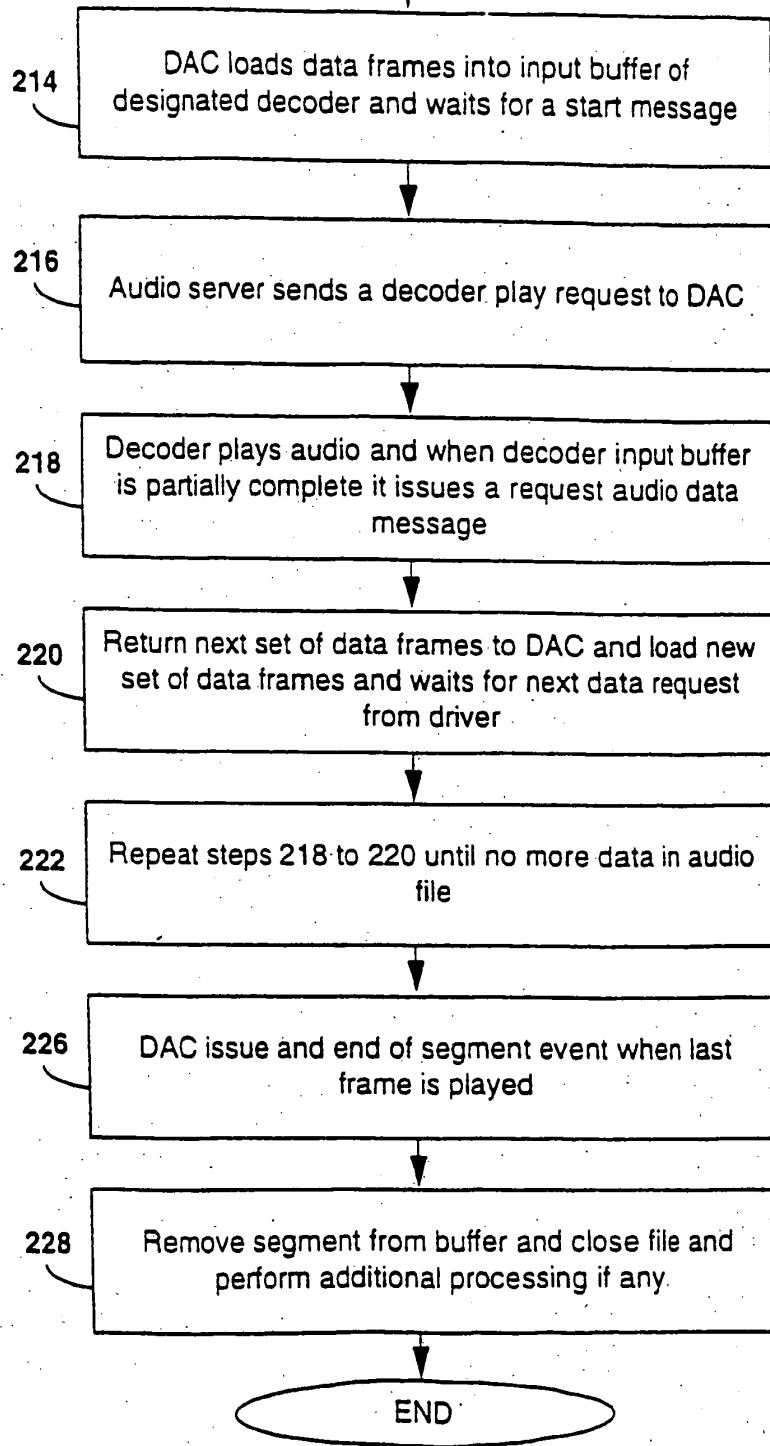 214
DAC loads data frames into input buffer of
designated decoder and waits for a start message
216
Audio server sends a decoder play request to DAC
218
Decoder plays audio and when decoder input buffer
is partially complete it issues a request audio data
message
220
Return next set of data frames to DAC and load new
set of data frames and waits for next data request
from driver
222
Repeat steps 218 to 220 until no more data in audio
file
226
DAC issue and end of segment event when last
frame is played
228
Remove segment from buffer and close file and
perform additional processing if any.
END